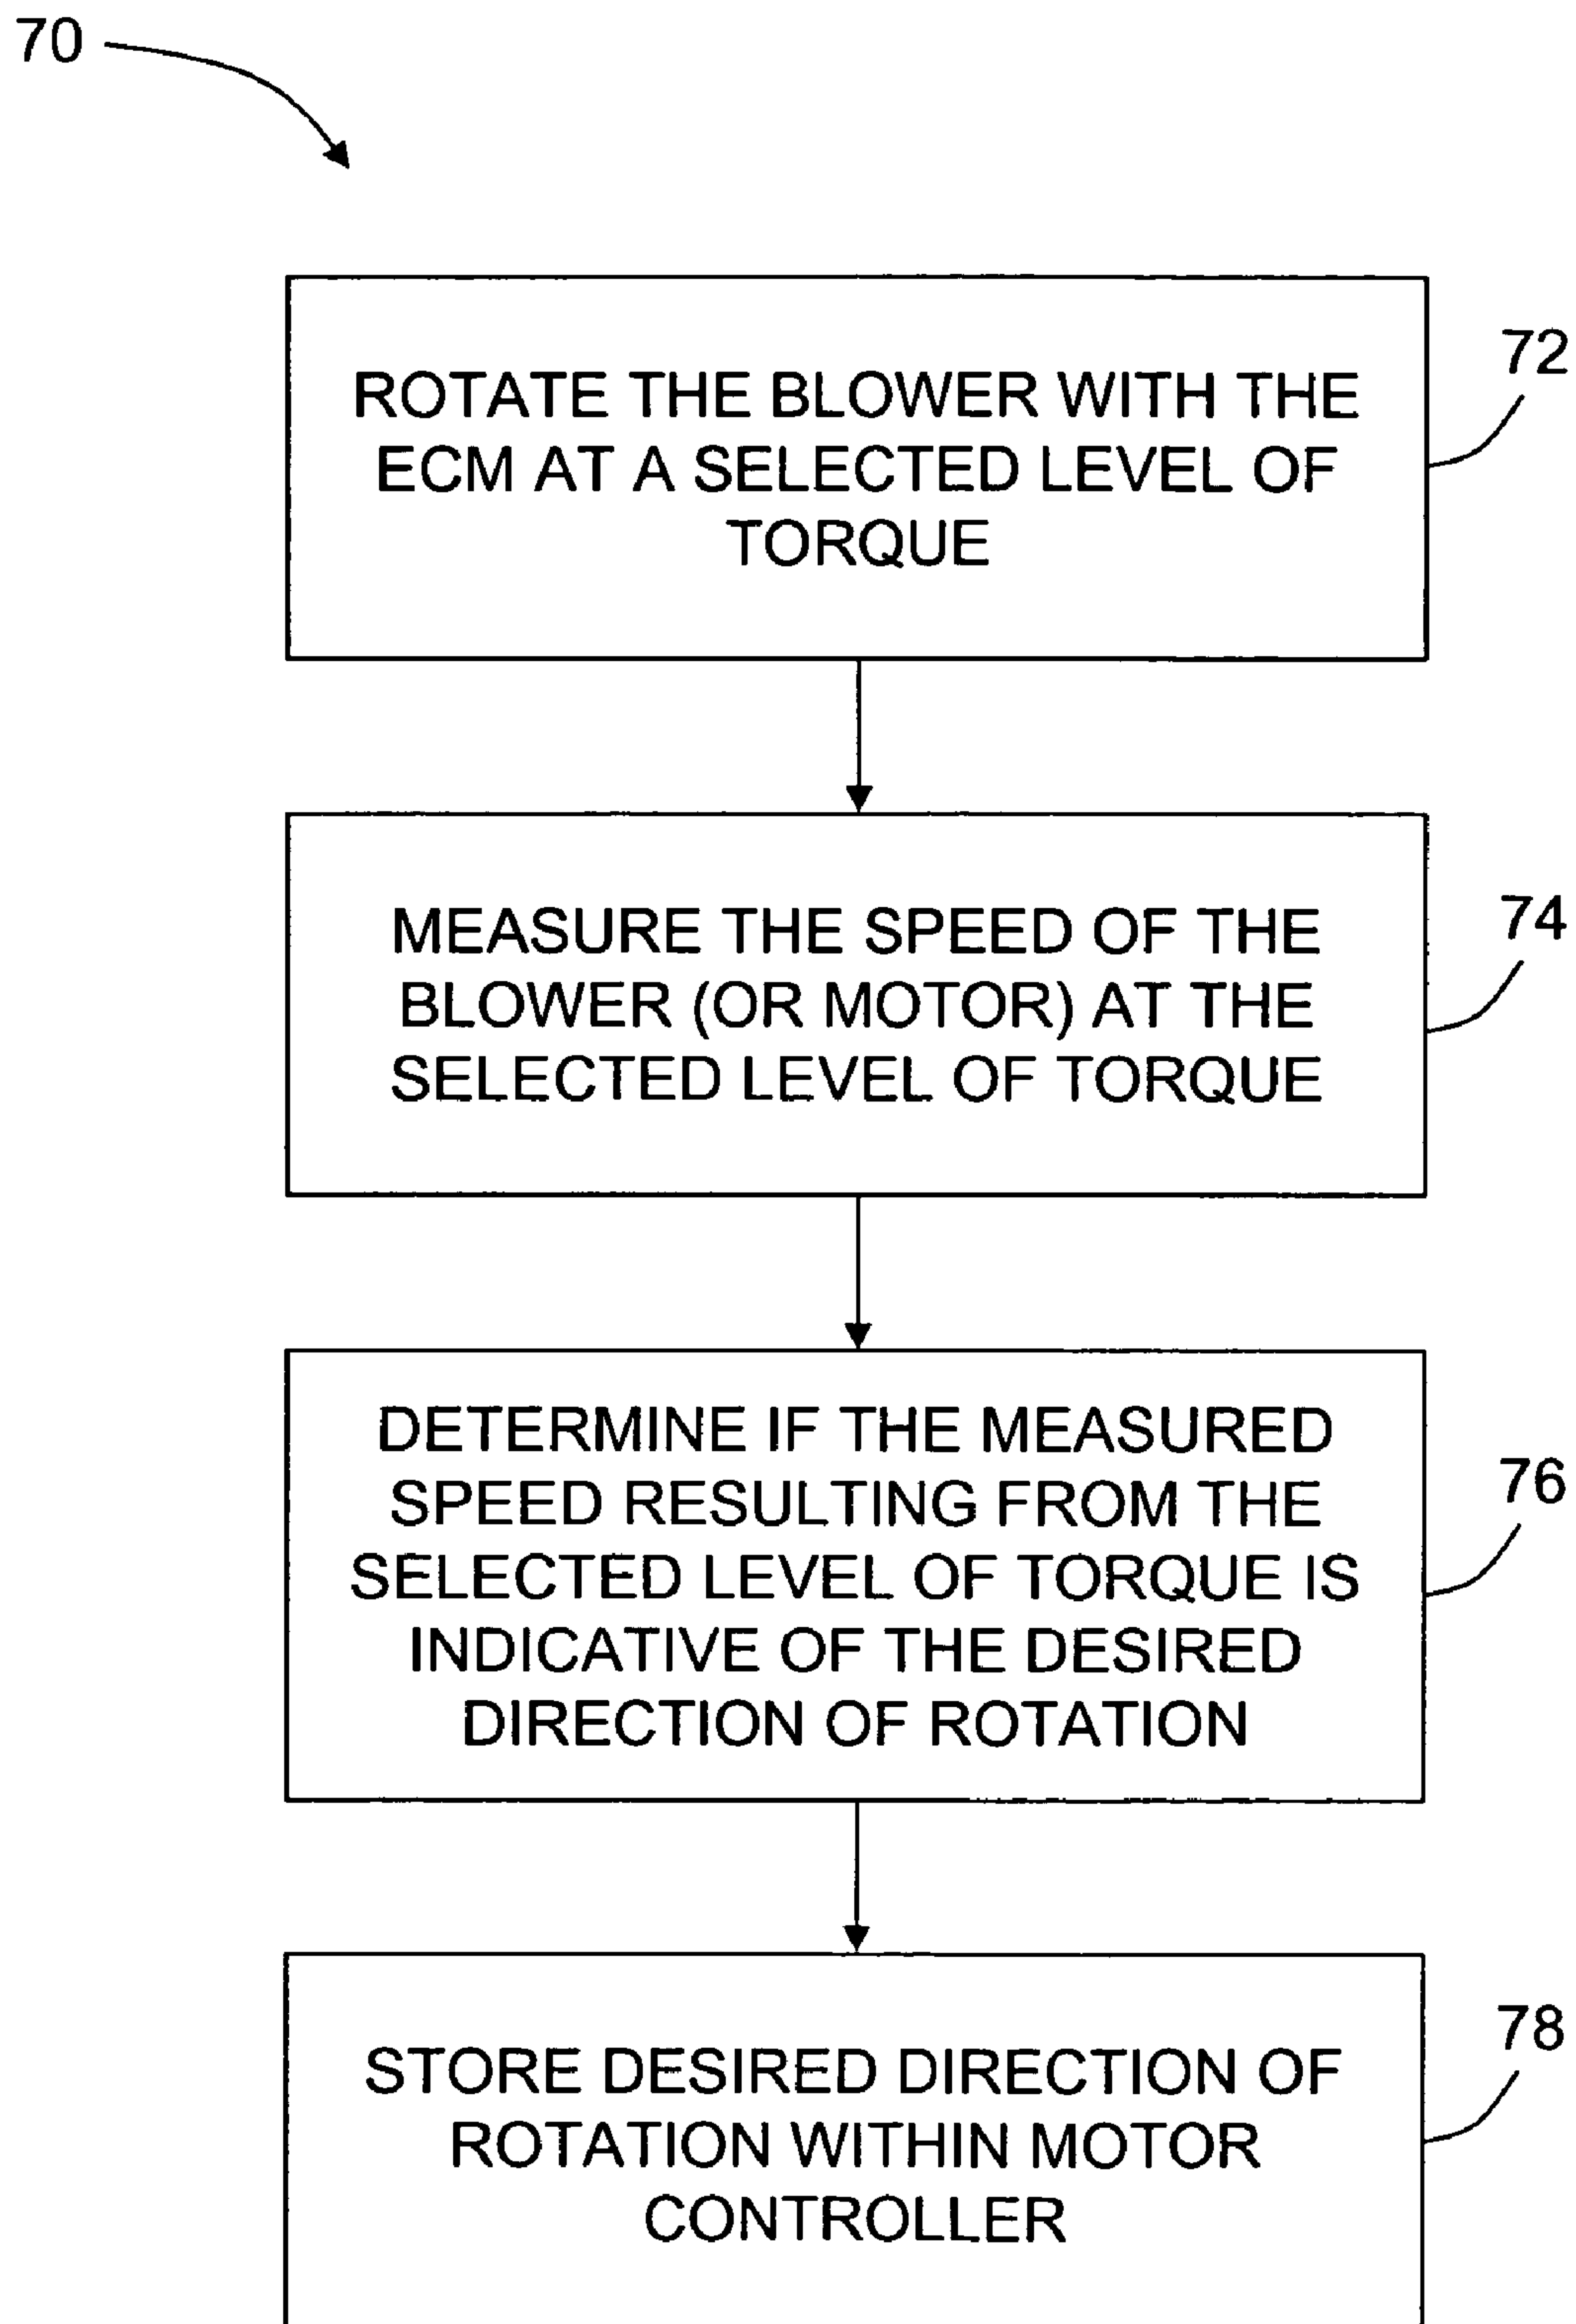 70
ROTATE THE BLOWER WITH THE
ECM AT A SELECTED LEVEL OF
TORQUE
72
MEASURE THE SPEED OF THE
BLOWER (OR MOTOR) AT THE
SELECTED LEVEL OF TORQUE
74
DETERMINE IF THE MEASURED
SPEED RESULTING FROM THE
SELECTED LEVEL OF TORQUE IS
INDICATIVE OF THE DESIRED
DIRECTION OF ROTATION
76
STORE DESIRED DIRECTION OF
ROTATION WITHIN MOTOR
CONTROLLER
78